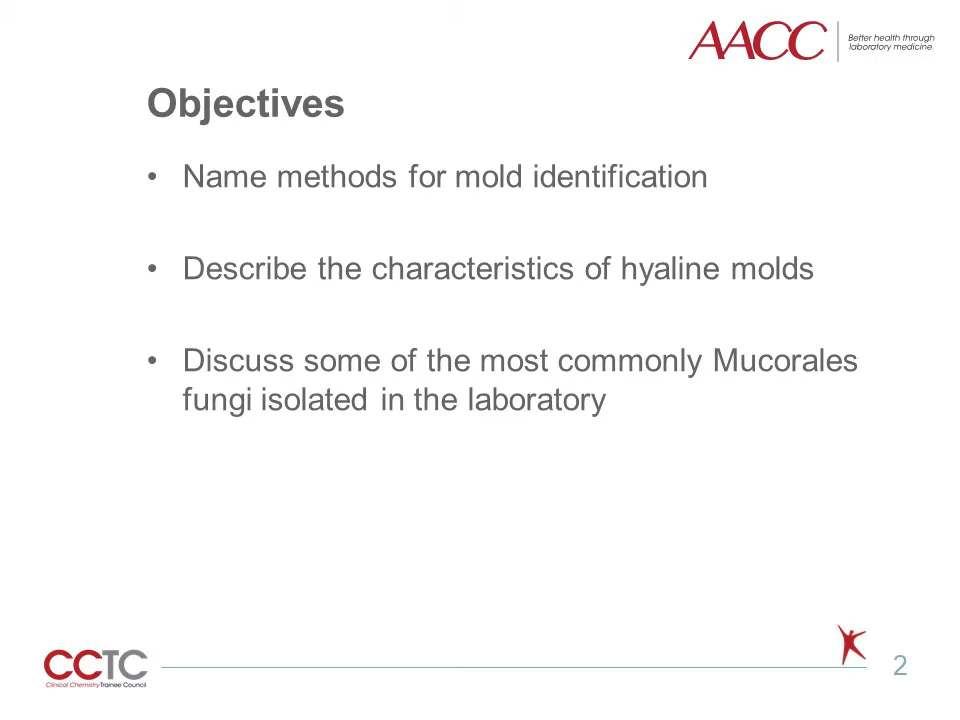 AACC
Better health through
laboratory medicine.
Objectives
• Name methods for mold identification
• Describe the characteristics of hyaline molds
• Discuss some of the most commonly Mucorales
fungi isolated in the laboratory
CCTC
Clinical Chemistry Trainee Council
2